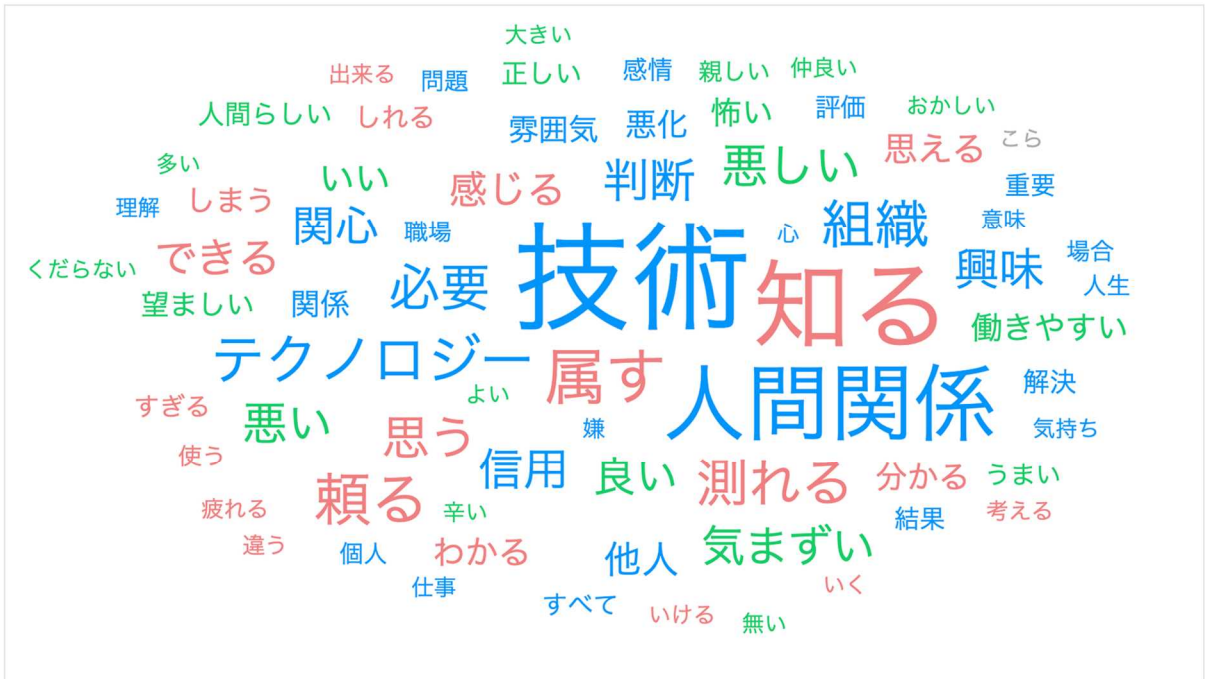 大きい
出来る 問題 正しい 感情 親しい 仲良い
人間らしい しれる 雰囲気 悪化 怖い 評価 おかしい
多い いい 感じる 判断 悪しい 思える こら
理解 しまう 関心 職場 技術 心 組織 意味 重要
くだらない できる 必要 知る 興味 場合
望ましい 関係 働きやすい 人生
テクノロジー 属す 人間関係 解決
すぎる 悪い よい 嫌 気持ち
使う 思う 信用 良い 測れる 分かる うまい
疲れる 頼る 辛い 結果 考える
違う 個人 わかる 他人 気まずい
仕事 すべて いける 無い いく